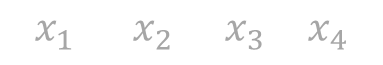 x₁ x₂ x₃ x₄